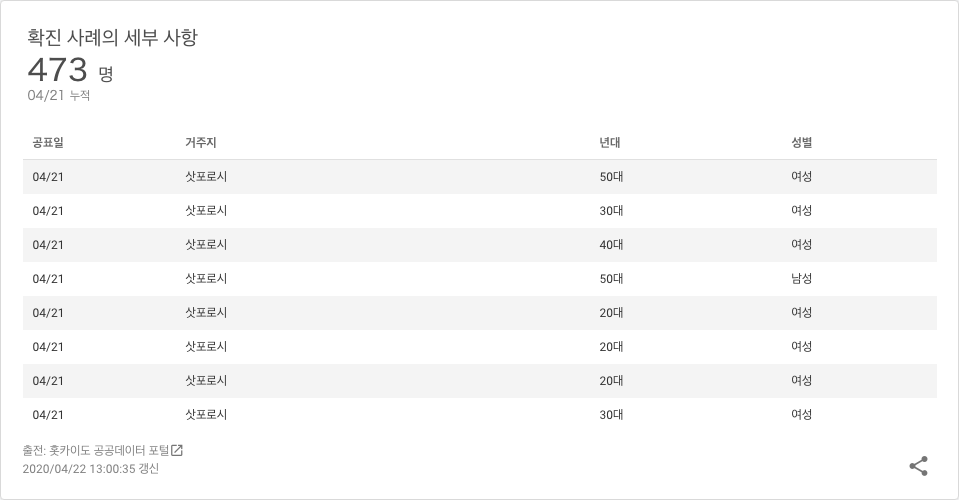 확진 사례의 세부 사항
473 명
04/21 누적
공표일 거주지 년대 성별
04/21 삿포로시 50대 여성
04/21 삿포로시 30대 여성
04/21 삿포로시 40대 여성
04/21 삿포로시 50대 남성
04/21 삿포로시 20대 여성
04/21 삿포로시 20대 여성
04/21 삿포로시 20대 여성
04/21 삿포로시 30대 여성
출전: 홋카이도 공공데이터 포털
2020/04/22 13:00:35 갱신